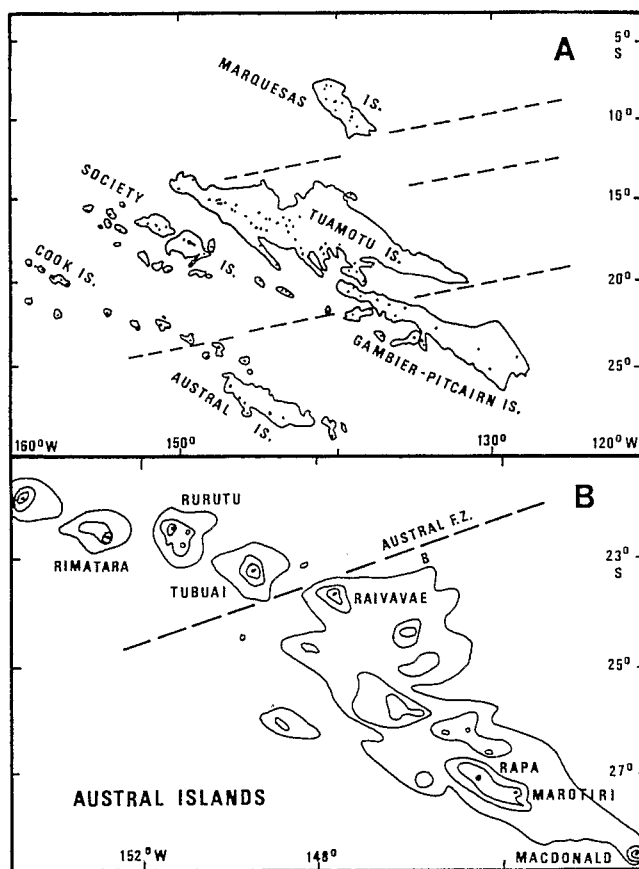 A
5°
S
MARQUESAS
IS.
10°
SOCIETY
IS.
15°
TUAMOTU IS.
COOK IS.
20°
GAMBIER-PITCAIRN IS.
25°
AUSTRAL
IS.
160°W
150°
130°
120°W
B
RURUTU
AUSTRAL F.Z.
B
23°
S
RIMATARA
TUBUAI
RAIVAVAE
25°
RAPA
27°
AUSTRAL ISLANDS
MAROTIRI
152°W
148°
MACDONALD